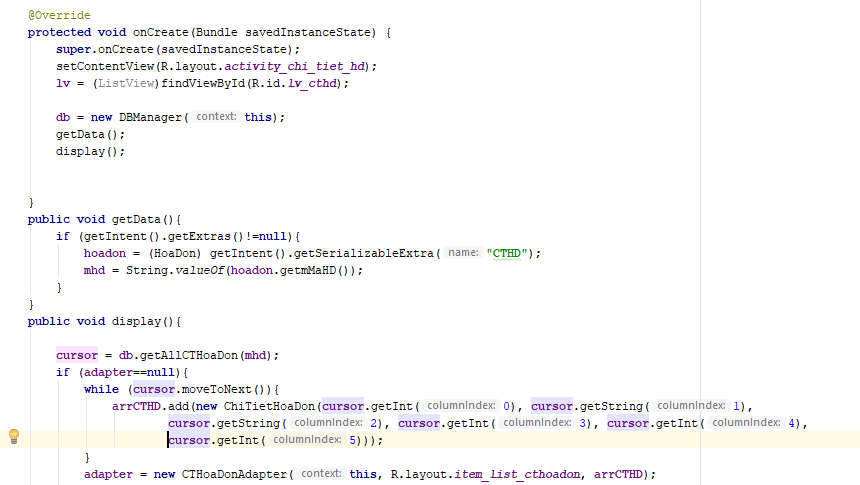 @Override
protected void onCreate(Bundle savedInstanceState) {
super.onCreate(savedInstanceState);
setContentView(R.layout.activity_chi_tiet_hd);
lv = (ListView)findViewById(R.id.lv_cthd);
db = new DBManager( context: this);
getData();
display();
}
public void getData(){
if (getIntent().getExtras()!=null){
hoadon = (HoaDon) getIntent().getSerializableExtra( name: "CTHD");
mhd = String.valueOf(hoadon.getmMaHD());
}
}
public void display(){
cursor = db.getAllCTHoaDon(mhd);
if (adapter==null){
while (cursor.moveToNext()){
arrCTHD.add(new ChiTietHoaDon(cursor.getInt( columnIndex: 0), cursor.getString( columnIndex: 1),
cursor.getString( columnIndex: 2), cursor.getInt( columnIndex: 3), cursor.getInt( columnIndex: 4),
cursor.getInt( columnIndex: 5)));
}
adapter = new CTHoaDonAdapter( context: this, R.layout.item_list_cthoadon, arrCTHD);